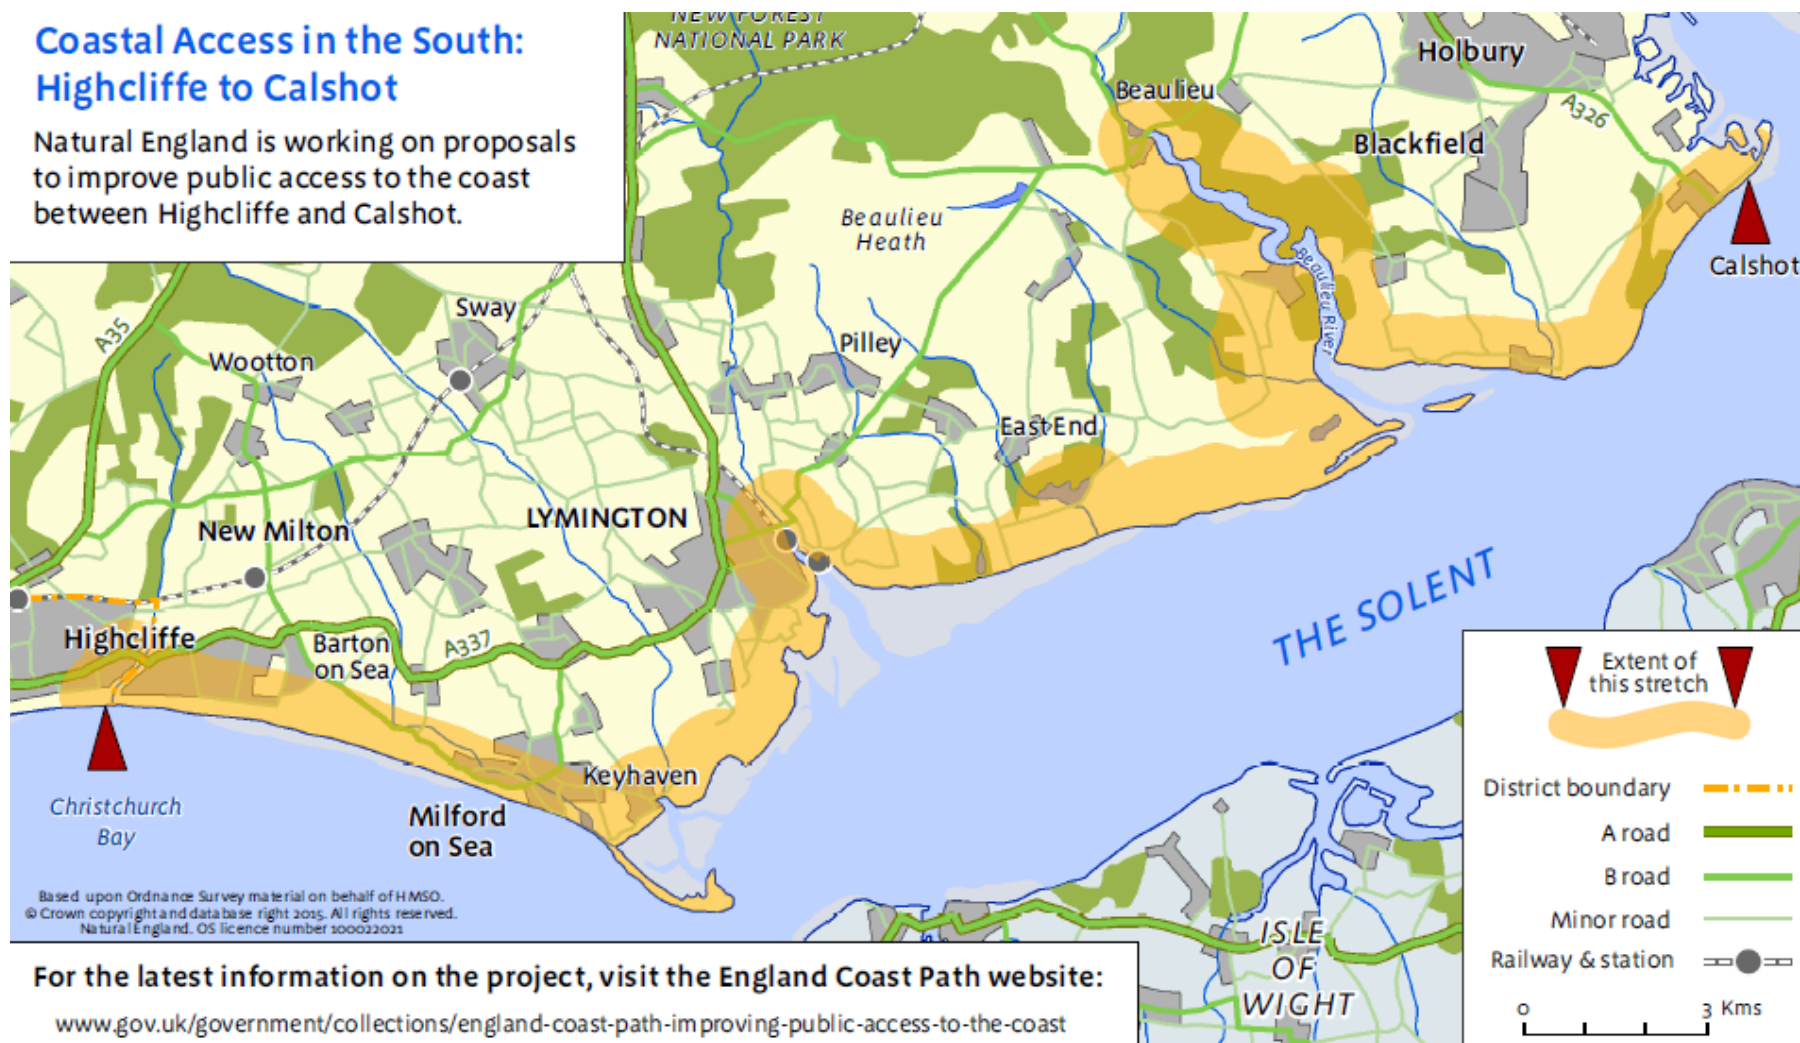 Coastal Access in the South:
Highcliffe to Calshot
Natural England is working on proposals
to improve public access to the coast
between Highcliffe and Calshot.
NEW FOREST
NATIONAL PARK
Holbury
Beaulieu
A326
Blackfield
Beaulieu
Heath
Calshot
Beaulieu River
Sway
A35
Pilley
Wootton
East End
LYMINGTON
New Milton
THE SOLENT
Highcliffe
Barton
on Sea
A337
Keyhaven
Christchurch
Bay
Milford
on Sea
Based upon Ordnance Survey material on behalf of HMSO.
© Crown copyright and database right 2015. All rights reserved.
Natural England. OS licence number 100022021
ISLE
OF
WIGHT
Extent of
this stretch
District boundary
A road
B road
Minor road
Railway & station
0 3 Kms
For the latest information on the project, visit the England Coast Path website:
www.gov.uk/government/collections/england-coast-path-improving-public-access-to-the-coast